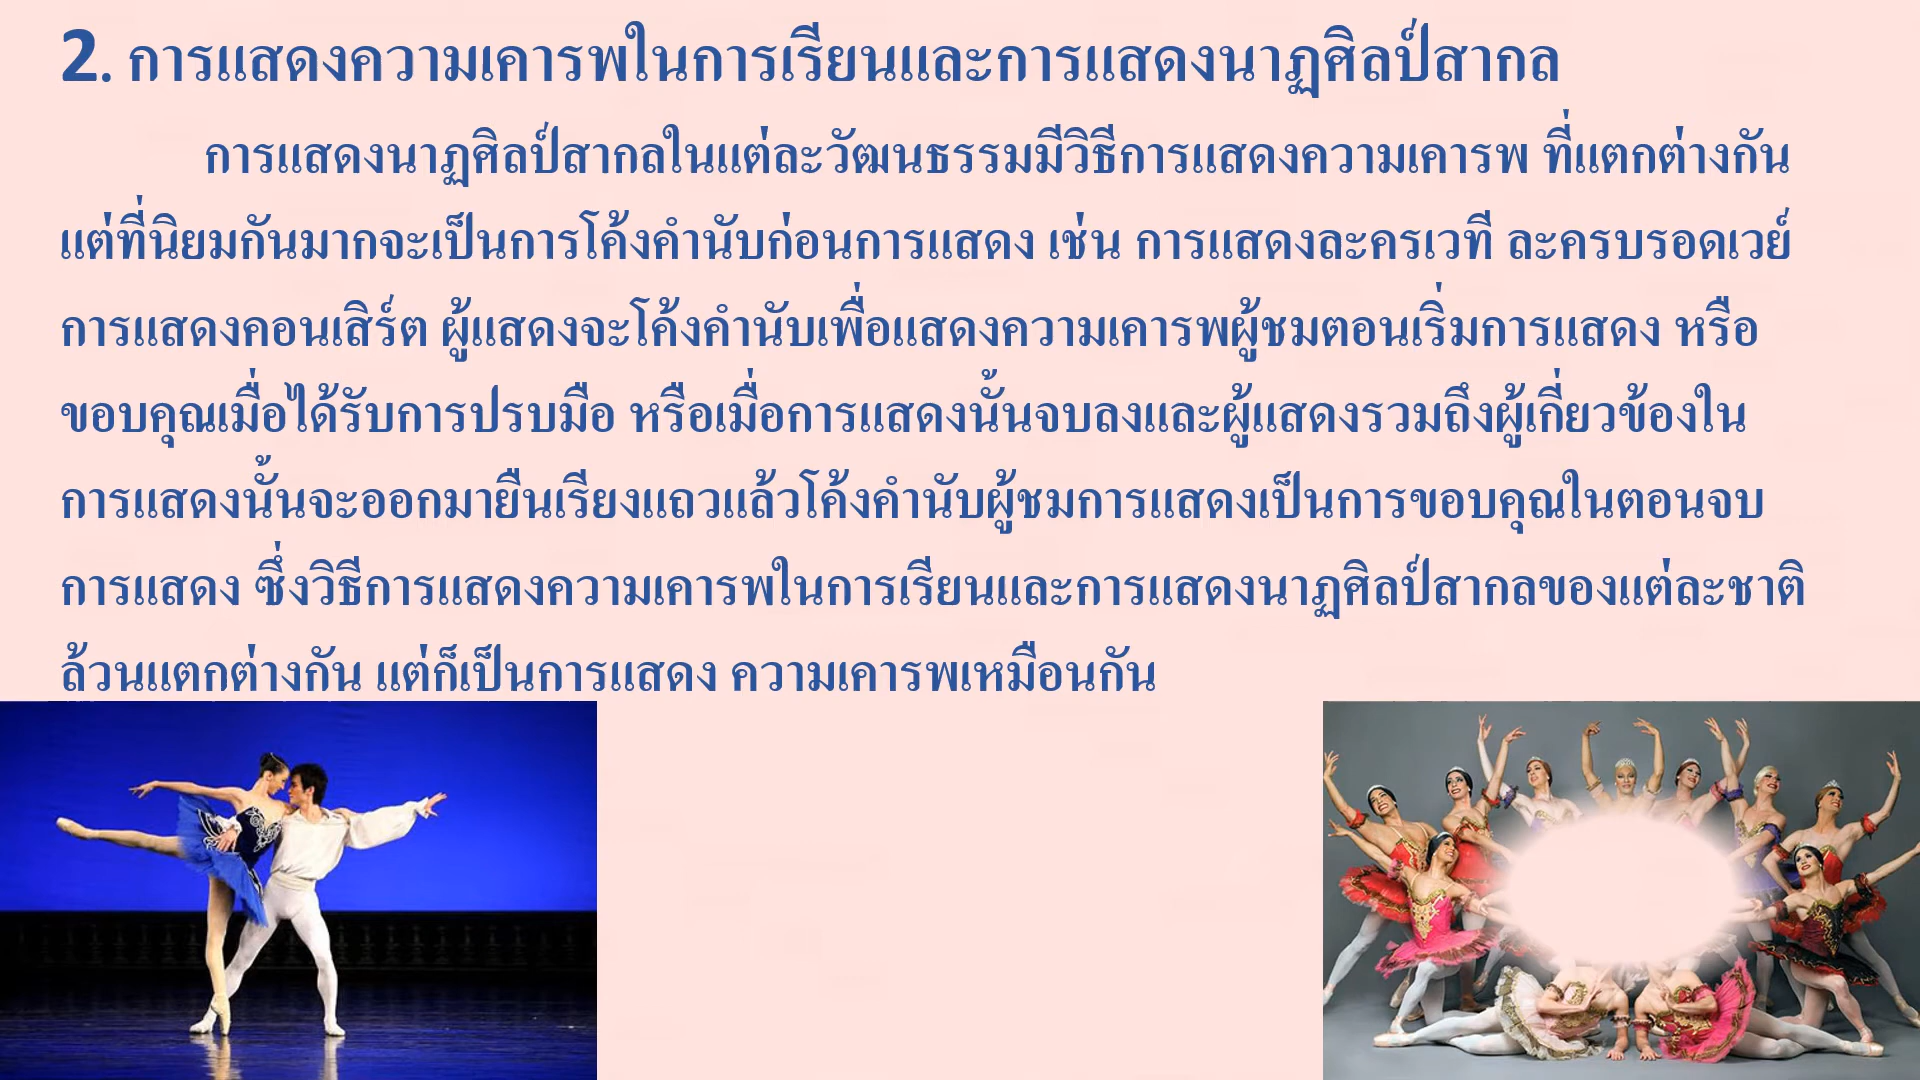 2. การแสดงความเคารพในการเรียนและการแสดงนาฏศิลป์สากล
การแสดงนาฏศิลป์สากลในแต่ละวัฒนธรรมมีวิธีการแสดงความเคารพ ที่แตกต่างกัน
แต่ที่นิยมกันมากจะเป็นการโค้งคำนับก่อนการแสดง เช่น การแสดงละครเวที ละครบรอดเวย์
การแสดงคอนเสิร์ต ผู้แสดงจะโค้งคำนับเพื่อแสดงความเคารพผู้ชมตอนเริ่มการแสดง หรือ
ขอบคุณเมื่อได้รับการปรบมือ หรือเมื่อการแสดงนั้นจบลงและผู้แสดงรวมถึงผู้เกี่ยวข้องใน
การแสดงนั้นจะออกมายืนเรียงแถวแล้วโค้งคำนับผู้ชมการแสดงเป็นการขอบคุณในตอนจบ
การแสดง ซึ่งวิธีการแสดงความเคารพในการเรียนและการแสดงนาฏศิลป์สากลของแต่ละชาติ
ล้วนแตกต่างกัน แต่ก็เป็นการแสดง ความเคารพเหมือนกัน